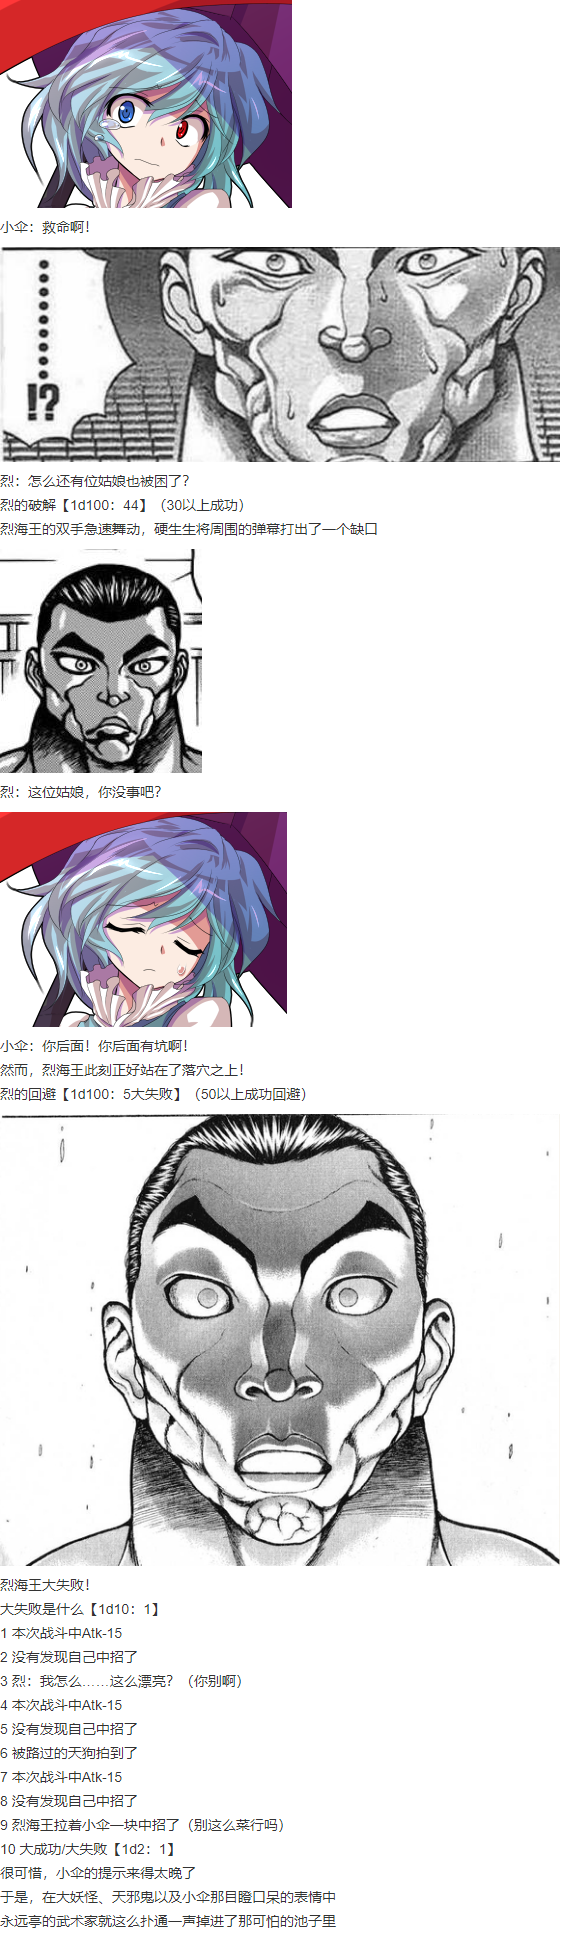 小伞：救命啊！
………
!?
烈：怎么还有位姑娘也被困了？
烈的破解【1d100：44】（30以上成功）
烈海王的双手急速舞动，硬生生将周围的弹幕打出了一个缺口
烈：这位姑娘，你没事吧？
小伞：你后面！你后面有坑啊！
然而，烈海王此刻正好站在了落穴之上！
烈的回避【1d100：5大失败】（50以上成功回避）
烈海王大失败！
大失败是什么【1d10：1】
1 本次战斗中Atk-15
2 没有发现自己中招了
3 烈：我怎么……这么漂亮？（你别啊）
4 本次战斗中Atk-15
5 没有发现自己中招了
6 被路过的天狗拍到了
7 本次战斗中Atk-15
8 没有发现自己中招了
9 烈海王拉着小伞一块中招了（别这么菜行吗）
10 大成功/大失败【1d2：1】
很可惜，小伞的提示来得太晚了
于是，在大妖怪、天邪鬼以及小伞那目瞪口呆的表情中
永远亭的武术家就这么扑通一声掉进了那可怕的池子里